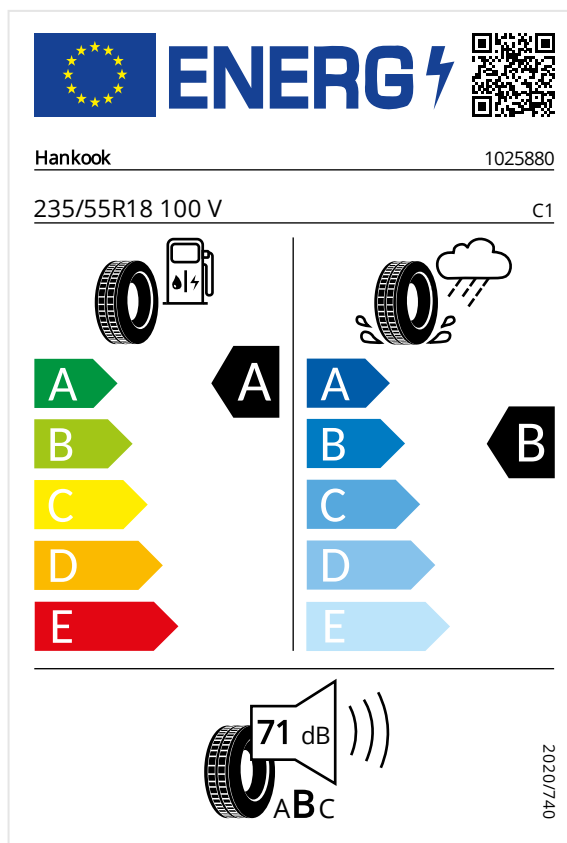 ENERG
Hankook 1025880
235/55R18 100 V C1
A A A
B B B
C C
D D
E E
71 dB
ABC
2020/740